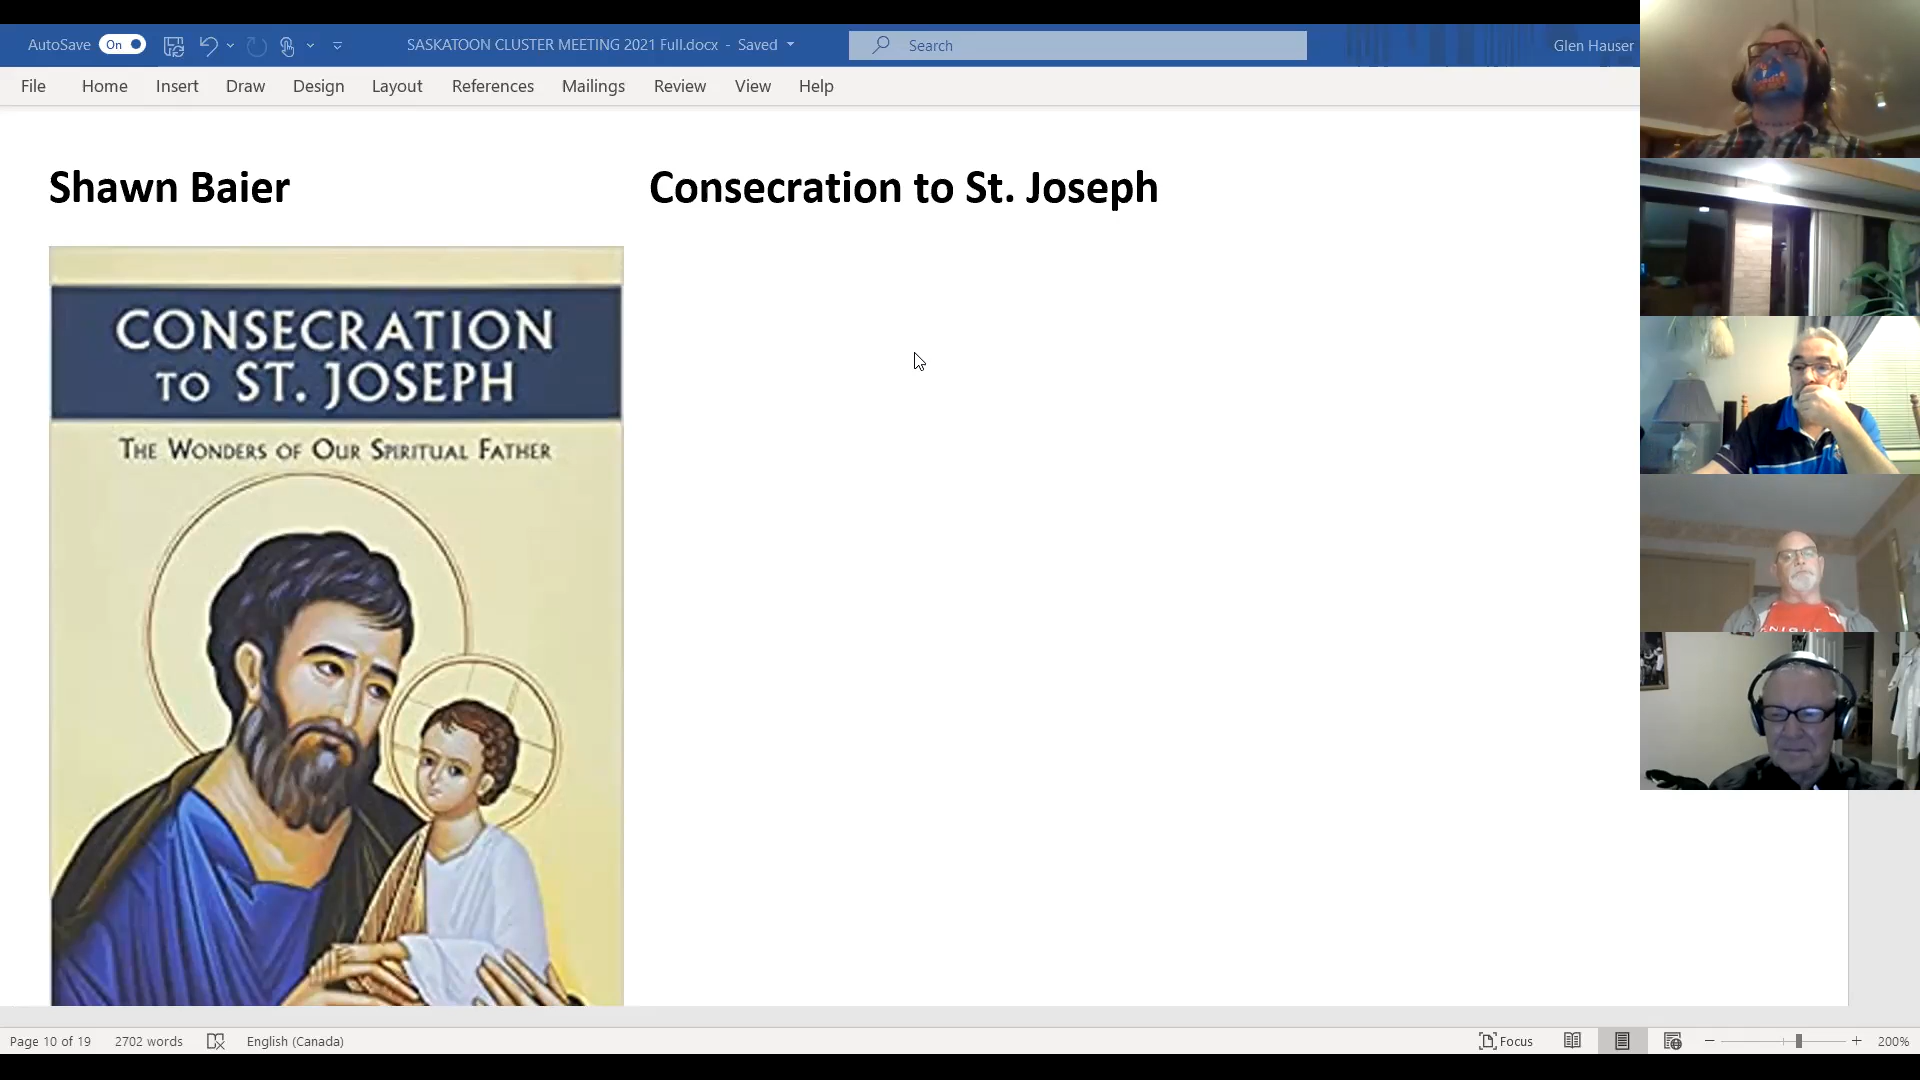 AutoSave On SASKATOON CLUSTER MEETING 2021 Full.docx - Saved Search Glen Hauser
File Home Insert Draw Design Layout References Mailings Review View Help
Shawn Baier Consecration to St. Joseph
CONSECRATION
TO ST. JOSEPH
THE WONDERS OF OUR SPIRITUAL FATHER
KNIGHT
Page 10 of 19 2702 words English (Canada) Focus 200%